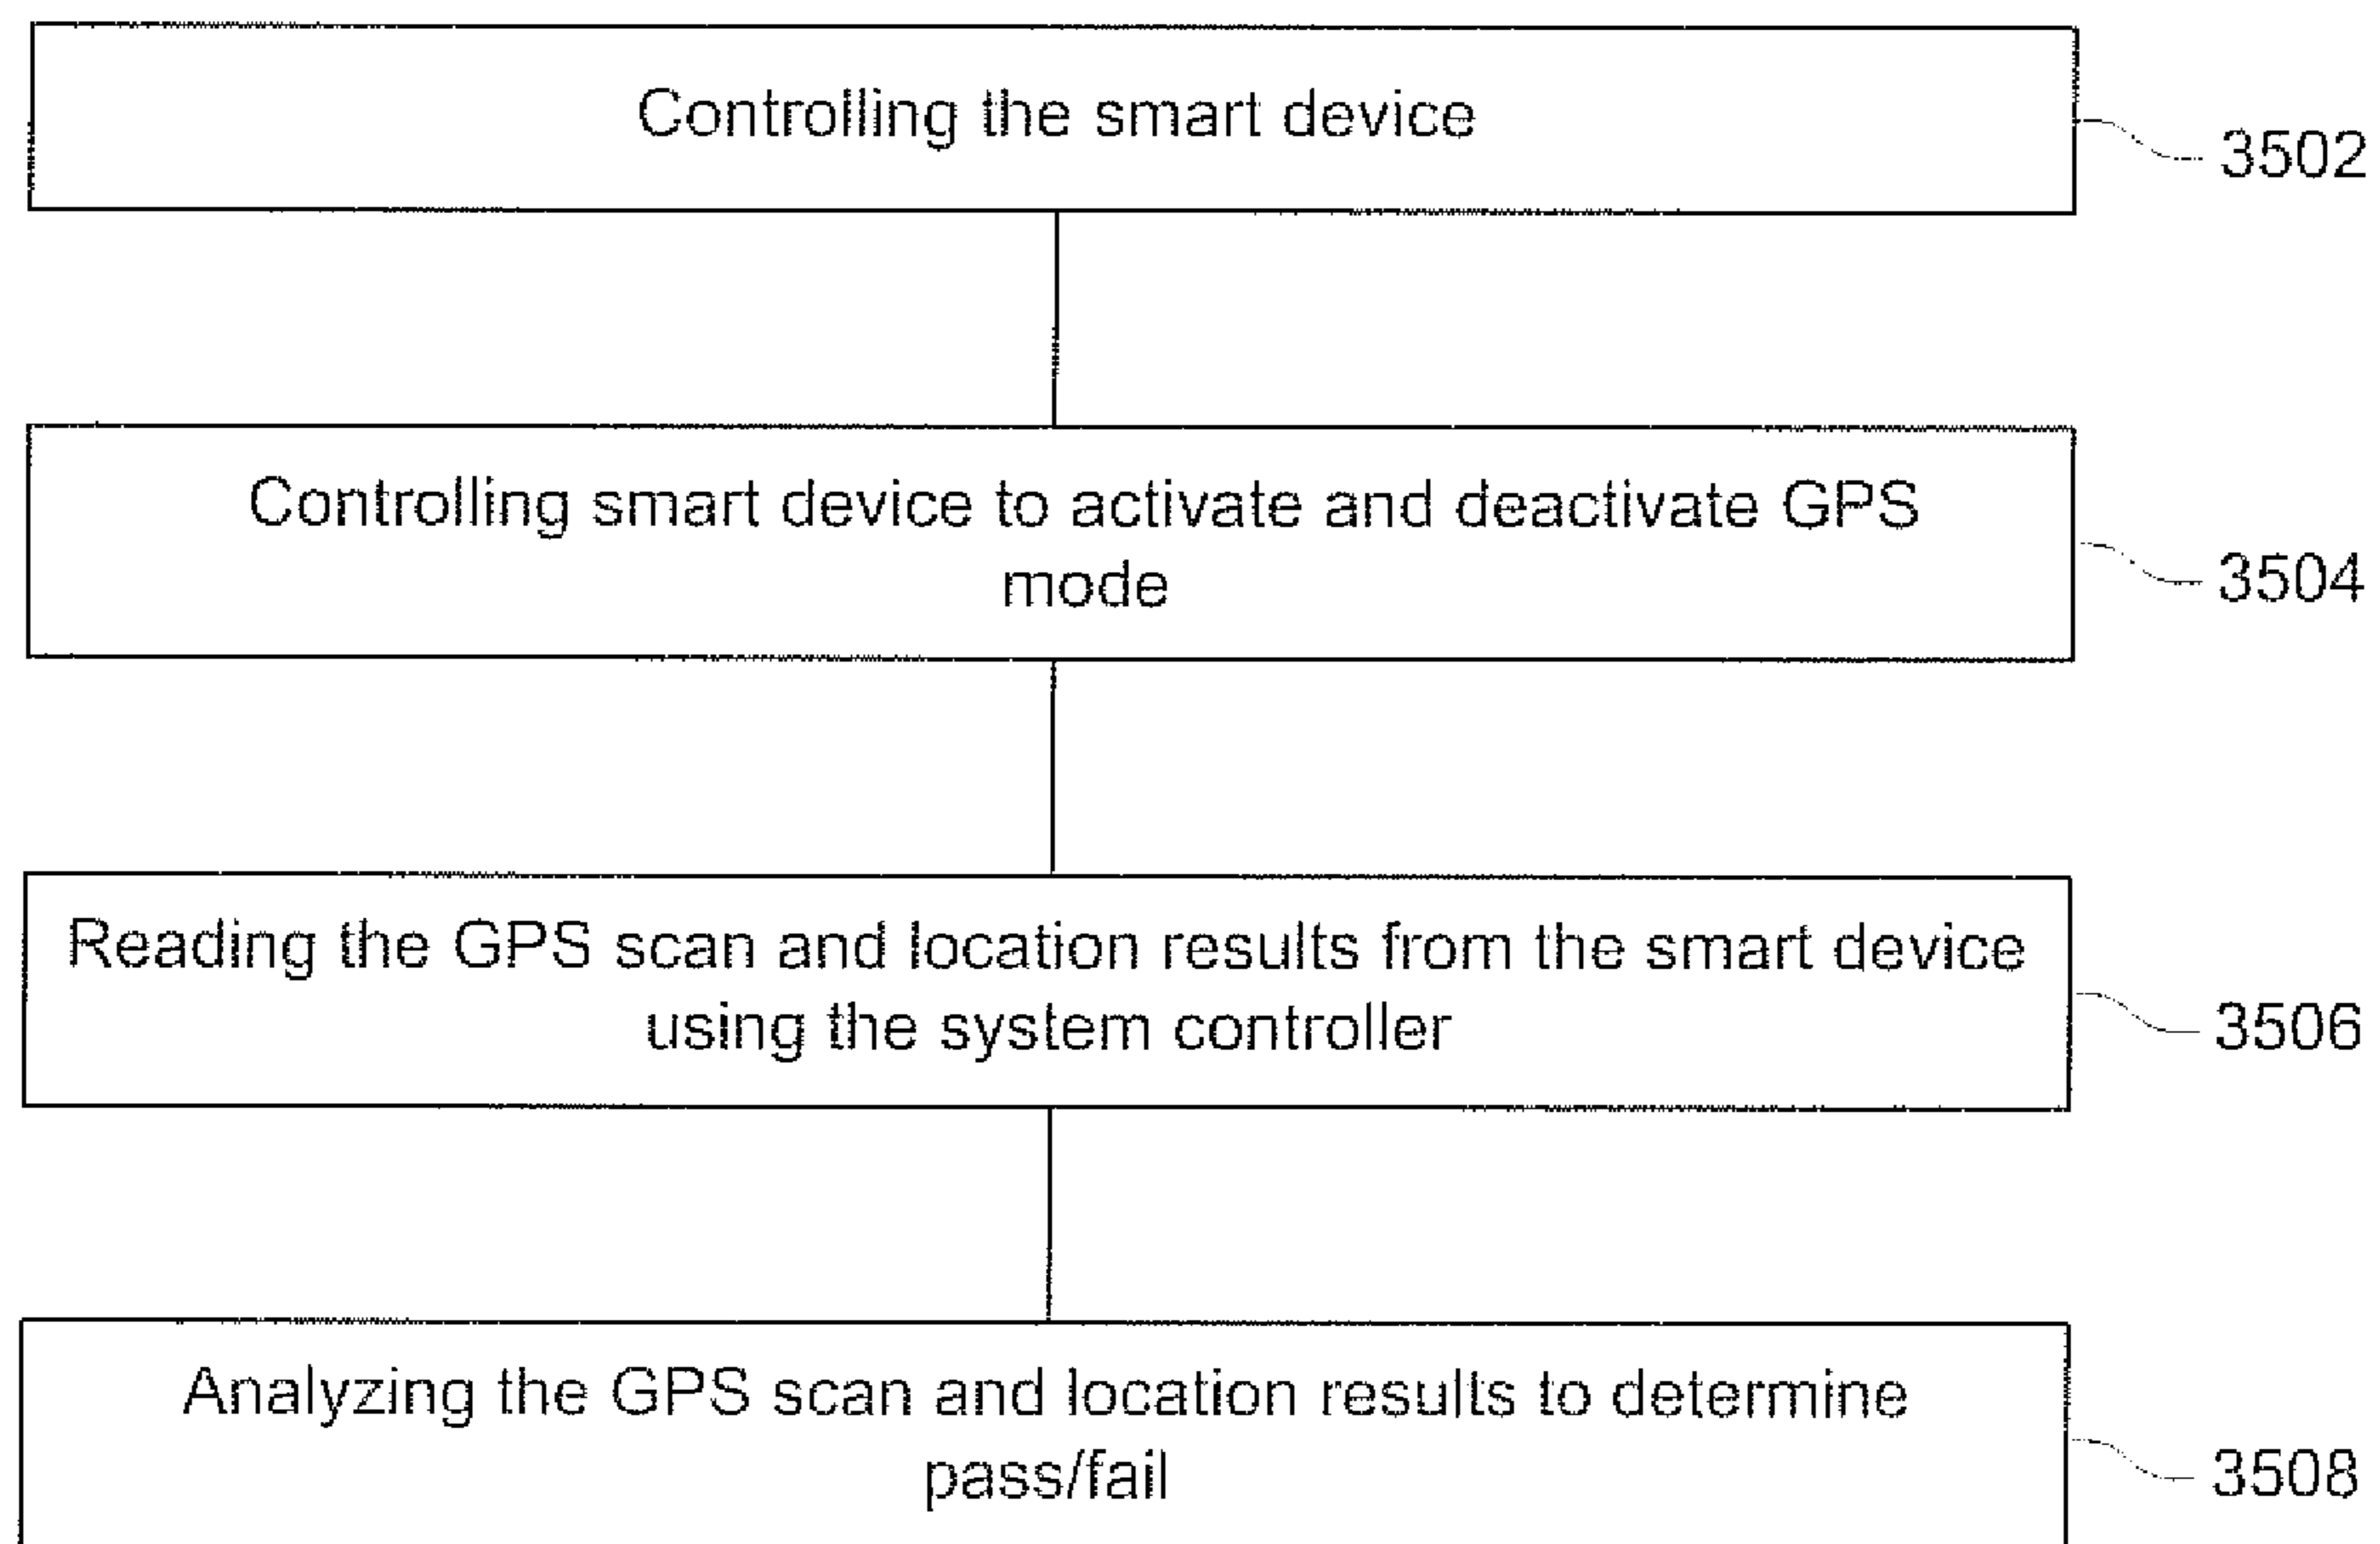 Controlling the smart device
3502
Controlling smart device to activate and deactivate GPS
mode
3504
Reading the GPS scan and location results from the smart device
using the system controller
3506
Analyzing the GPS scan and location results to determine
pass/fail
3508